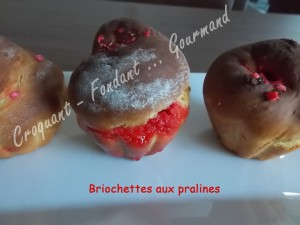 Croquant - Fondant ... Gourmand
Briochettes aux pralines